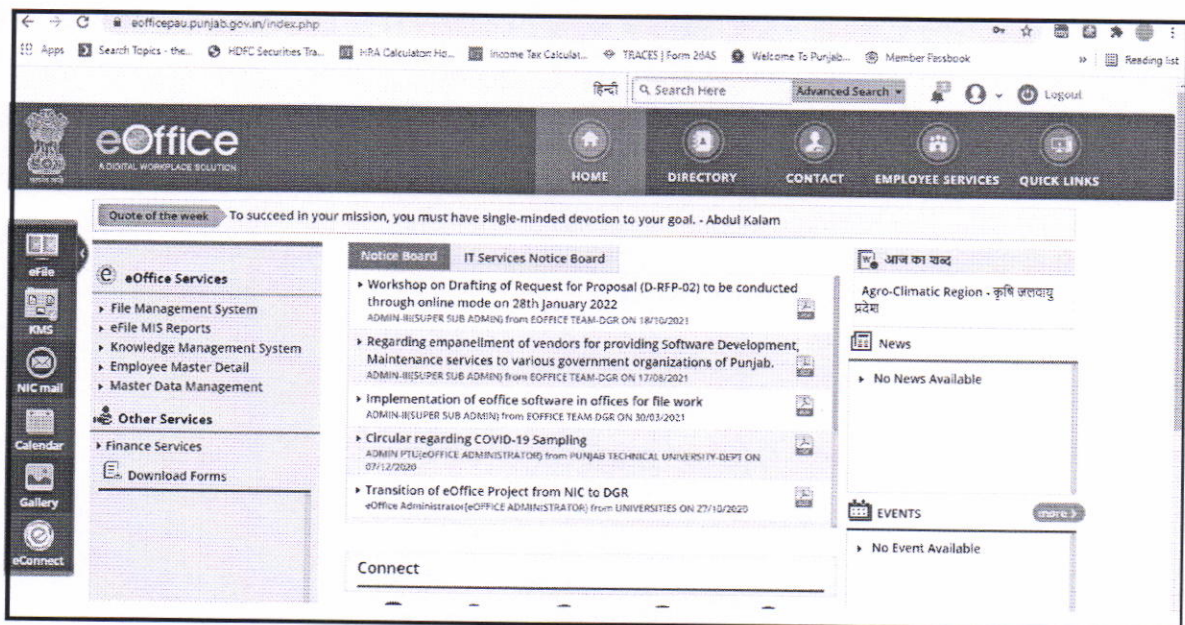 eofficepau.punjab.gov.in/index.php
Apps Search Topics - the... HDFC Securities Tra... HRA Calculator: Ho... Income Tax Calculat... TRACES | Form 26AS Welcome To Punjab... Member Passbook » Reading list
हिन्दी Search Here Advanced Search Logout
eOffice
A DIGITAL WORKPLACE SOLUTION
HOME DIRECTORY CONTACT EMPLOYEE SERVICES QUICK LINKS
Quote of the week To succeed in your mission, you must have single-minded devotion to your goal. - Abdul Kalam
eFile
KMS
NIC mail
Calendar
Gallery
eConnect
eOffice Services
File Management System
eFile MIS Reports
Knowledge Management System
Employee Master Detail
Master Data Management
Other Services
Finance Services
Download Forms
Notice Board IT Services Notice Board
Workshop on Drafting of Request for Proposal (D-RFP-02) to be conducted
through online mode on 28th January 2022
ADMIN-III(SUPER SUB ADMIN) from EOFFICE TEAM-DGR ON 18/10/2021
Regarding empanellment of vendors for providing Software Development,
Maintenance services to various government organizations of Punjab.
ADMIN-III(SUPER SUB ADMIN) from EOFFICE TEAM-DGR ON 17/08/2021
Implementation of eoffice software in offices for file work
ADMIN-II(SUPER SUB ADMIN) from EOFFICE TEAM-DGR ON 30/03/2021
Circular regarding COVID-19 Sampling
ADMIN PTU(eOFFICE ADMINISTRATOR) from PUNJAB TECHNICAL UNIVERSITY-DEPT ON
07/12/2020
Transition of eOffice Project from NIC to DGR
eOffice Administrator(eOFFICE ADMINISTRATOR) from UNIVERSITIES ON 27/10/2020
Connect
आज का शब्द
Agro-Climatic Region - कृषि जलवायु
प्रदेश
News
No News Available
EVENTS more >
No Event Available